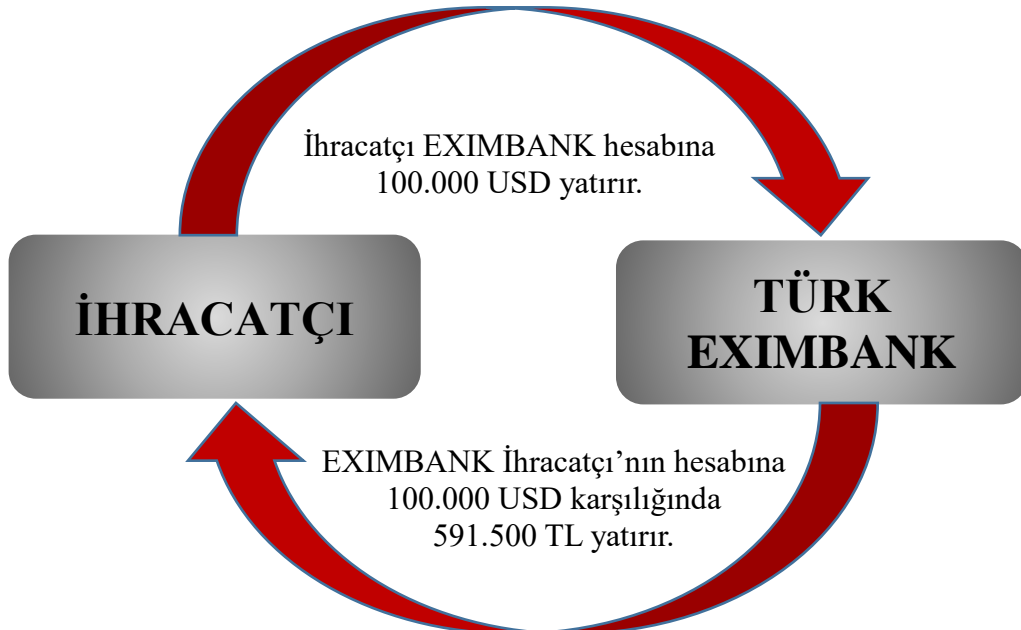 İhracatçı EXIMBANK hesabına
100.000 USD yatırır.
İHRACATÇI
TÜRK
EXIMBANK
EXIMBANK İhracatçı’nın hesabına
100.000 USD karşılığında
591.500 TL yatırır.